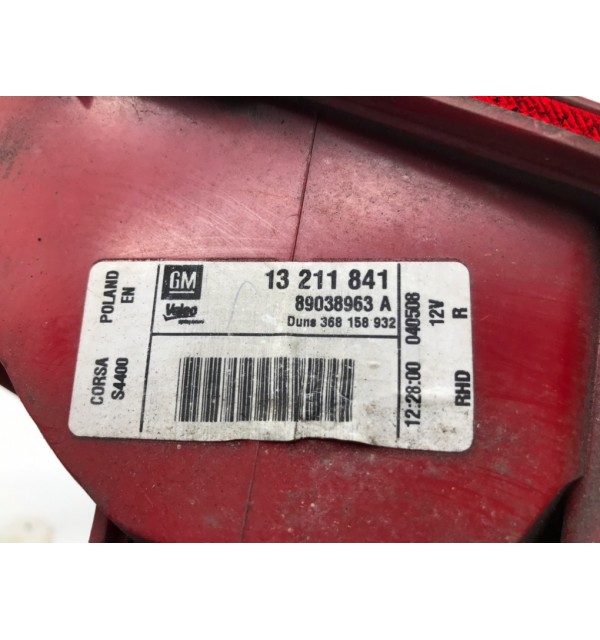 CORSA POLAND
S4400 EN
GM
Valeo
13 211 841
89038963 A
Duns 368 158 932
12:28:00 040508
12V
RHD R